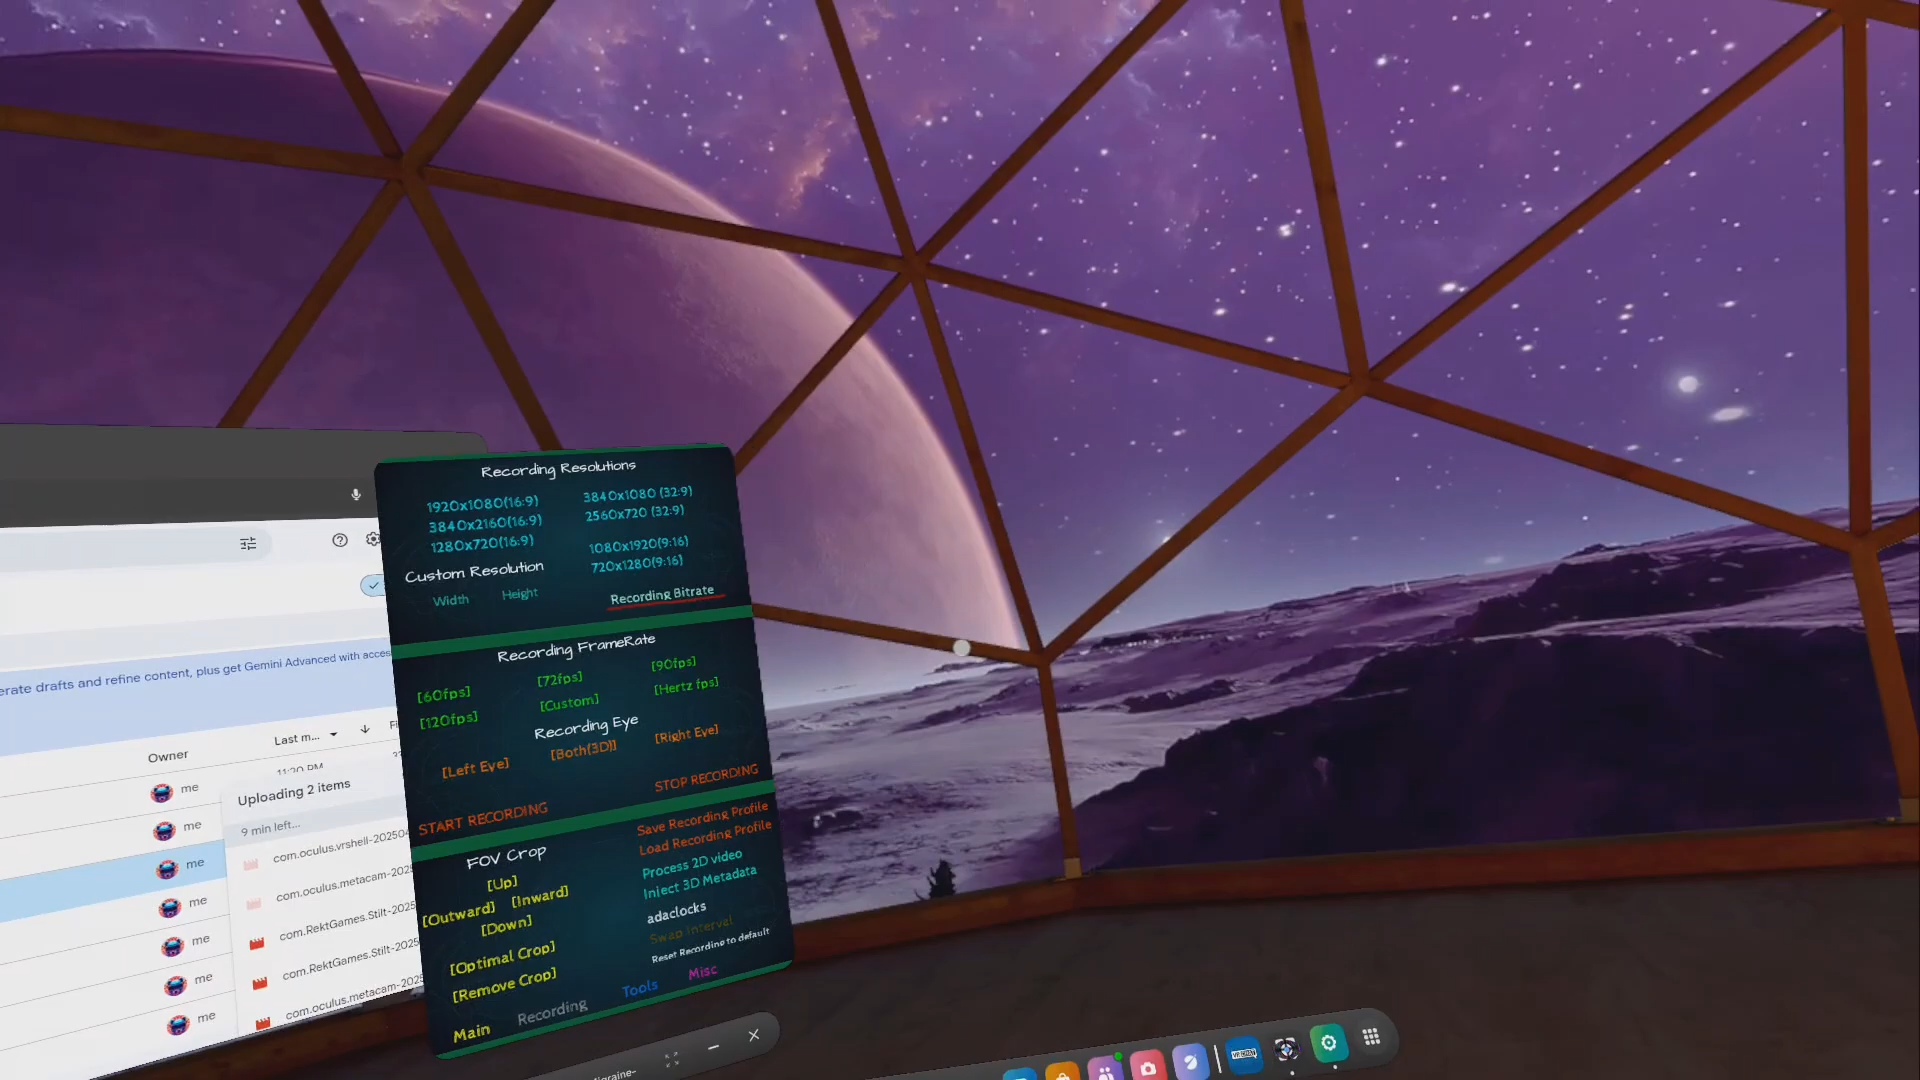 Recording Resolutions
1920x1080(16:9)
3840x1080 (32:9)
3840x2160(16:9)
2560x720 (32:9)
1280x720(16:9)
1080x1920(9:16)
Custom Resolution
720x1280(9:16)
Width
Height
Recording Bitrate
Recording FrameRate
[60fps]
[72fps]
[90fps]
[120fps]
[Custom]
[Hertz fps]
Recording Eye
[Left Eye]
[Both(3D)]
[Right Eye]
START RECORDING
STOP RECORDING
FOV Crop
[Up]
[Outward]
[Inward]
[Down]
[Optimal Crop]
[Remove Crop]
Save Recording Profile
Load Recording Profile
Process 2D video
Inject 3D Metadata
adaclocks
Swap Interval
Reset Recording to default
Main
Recording
Tools
Misc
erate drafts and refine content, plus get Gemini Advanced with acces
Owner
Last m...
me
11:20 PM
me
me
me
me
me
me
Uploading 2 items
9 min left...
com.oculus.vrshell-202504
com.oculus.metacam-2025
com.RektGames.Stilt-2025
com.RektGames.Stilt-2025
com.oculus.metacam-2025